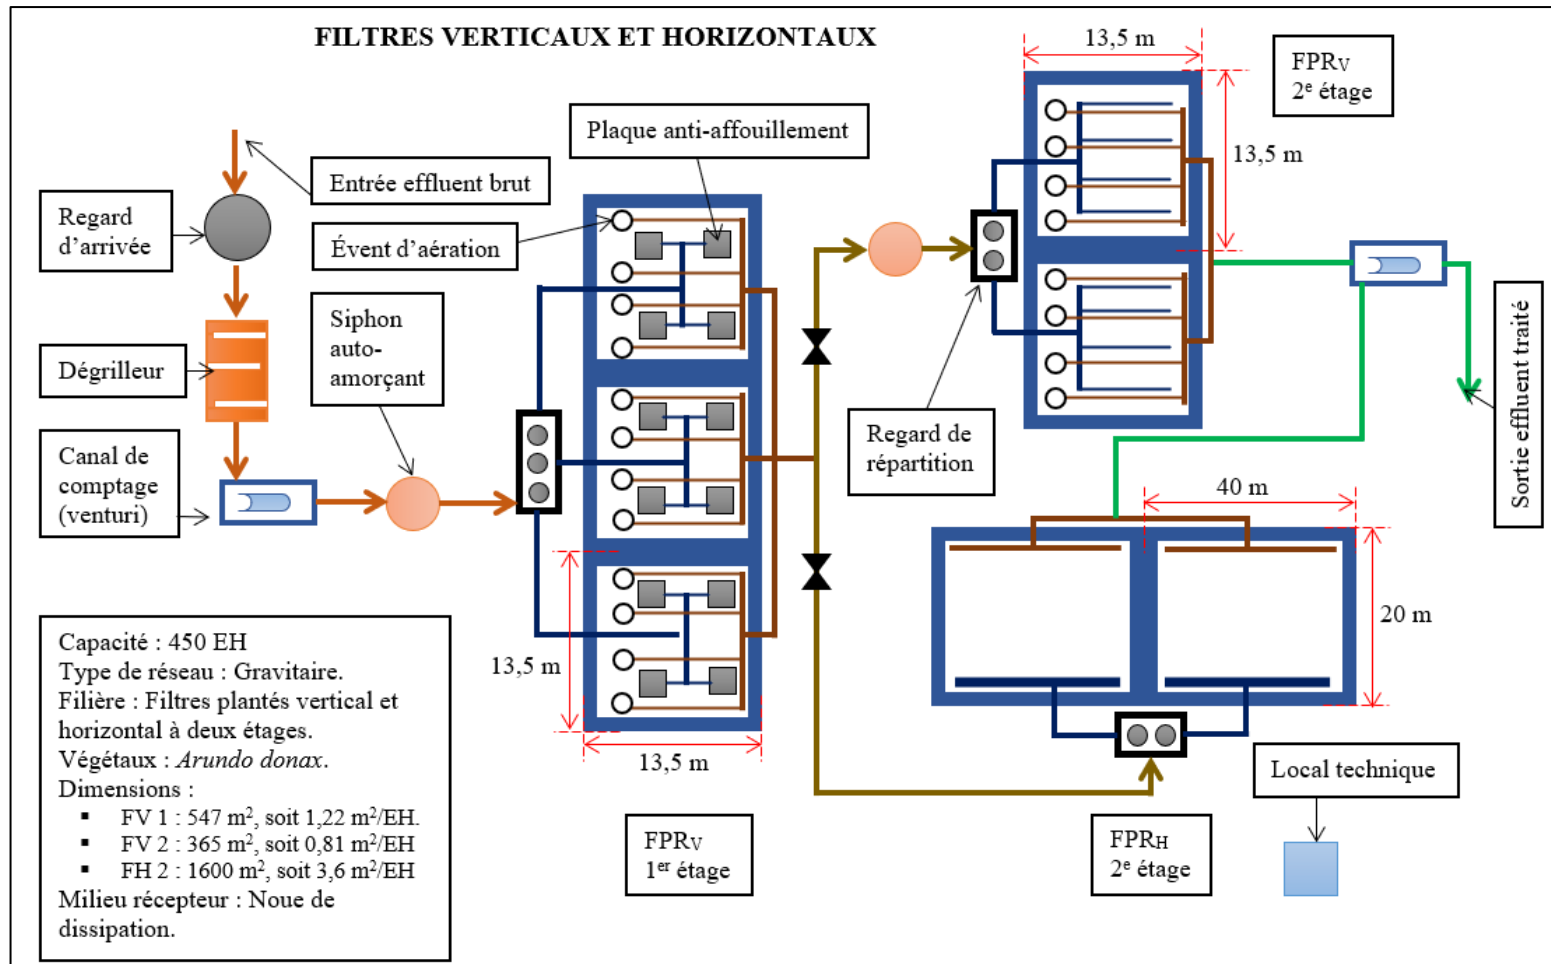 FILTRES VERTICAUX ET HORIZONTAUX
13,5 m
FPRV
2e étage
Plaque anti-affouillement
13,5 m
Entrée effluent brut
Regard
d’arrivée
Évent d’aération
Siphon
auto-
amorçant
Dégrilleur
Regard de
répartition
Sortie effluent traité
Canal de
comptage
(venturi)
40 m
20 m
13,5 m
13,5 m
Capacité : 450 EH
Type de réseau : Gravitaire.
Filière : Filtres plantés vertical et
horizontal à deux étages.
Végétaux : Arundo donax.
Dimensions :
▪ FV 1 : 547 m², soit 1,22 m²/EH.
▪ FV 2 : 365 m², soit 0,81 m²/EH
▪ FH 2 : 1600 m², soit 3,6 m²/EH
Milieu récepteur : Noue de
dissipation.
FPRV
1er étage
FPRH
2e étage
Local technique